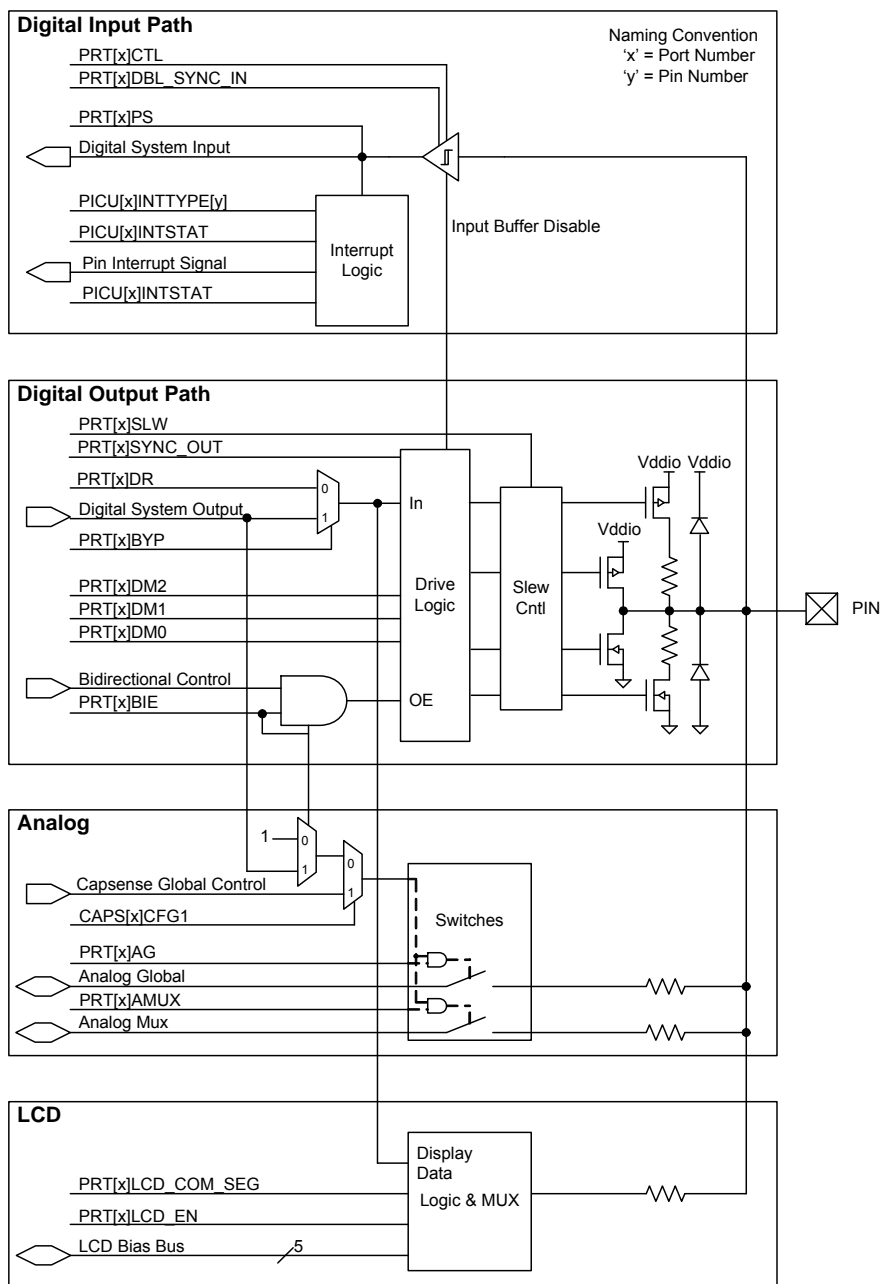 Digital Input Path
Naming Convention
'x' = Port Number
'y' = Pin Number
PRT[x]CTL
PRT[x]DBL_SYNC_IN
PRT[x]PS
Digital System Input
PICU[x]INTTYPE[y]
PICU[x]INTSTAT
Pin Interrupt Signal
PICU[x]INTSTAT
Interrupt
Logic
Input Buffer Disable
Digital Output Path
PRT[x]SLW
PRT[x]SYNC_OUT
PRT[x]DR
Digital System Output
PRT[x]BYP
0
1
PRT[x]DM2
PRT[x]DM1
PRT[x]DM0
Bidirectional Control
PRT[x]BIE
In
Drive
Logic
OE
Slew
Cntl
Vddio
Vddio
Vddio
PIN
Analog
1
0
1
0
1
Capsense Global Control
CAPS[x]CFG1
Switches
PRT[x]AG
Analog Global
PRT[x]AMUX
Analog Mux
LCD
Display
Data
Logic & MUX
PRT[x]LCD_COM_SEG
PRT[x]LCD_EN
LCD Bias Bus
5